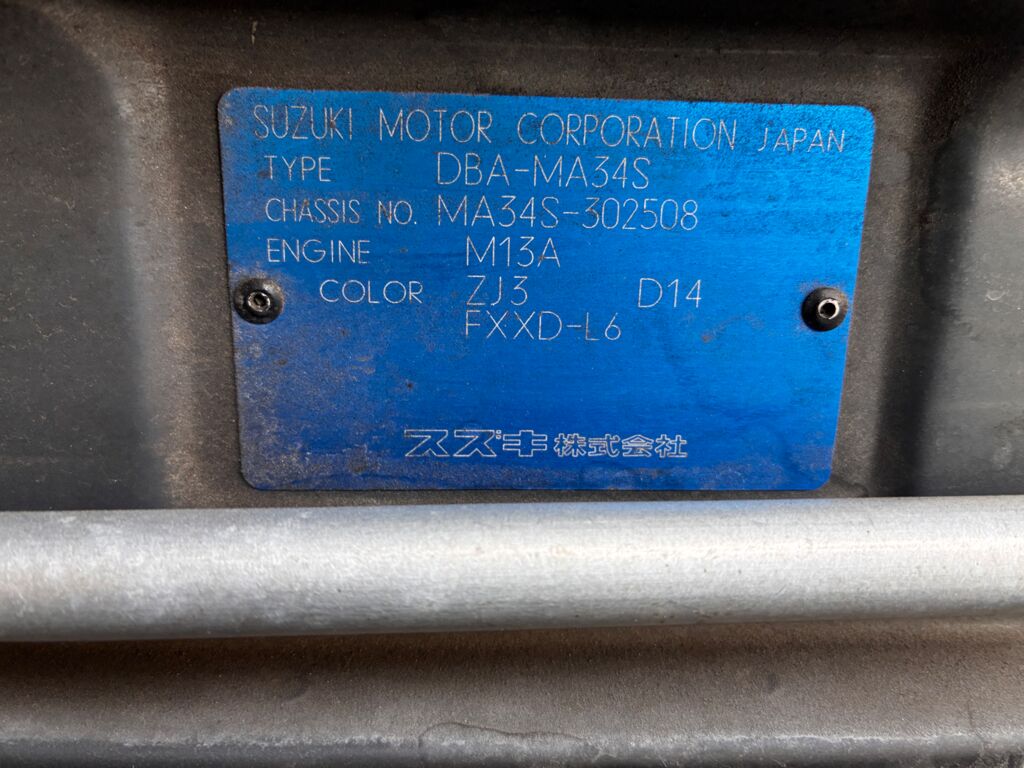 SUZUKI MOTOR CORPORATION JAPAN
TYPE DBA-MA34S
CHASSIS NO. MA34S-302508
ENGINE M13A
COLOR ZJ3 D14
FXXD-L6
スズキ株式会社